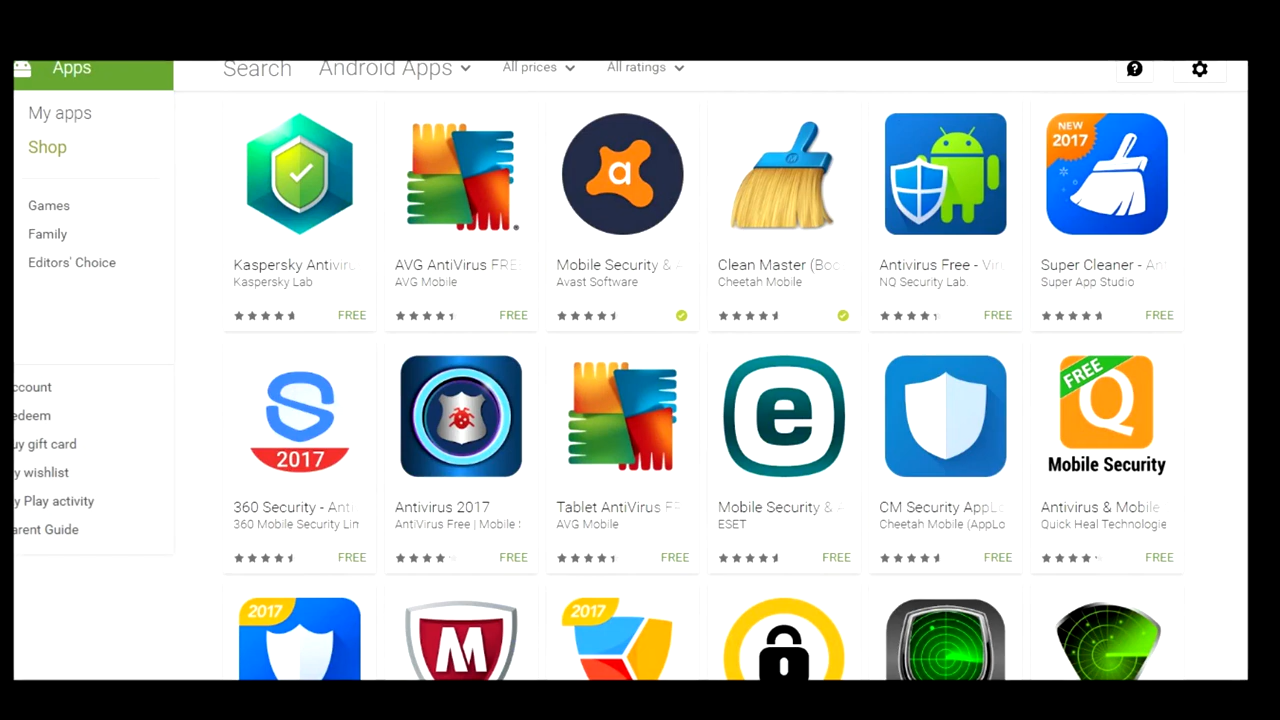 Apps
Search Android Apps All prices All ratings
My apps
Shop
Games
Family
Editors' Choice
ccount
edeem
uy gift card
y wishlist
y Play activity
arent Guide
NEW
2017
Kaspersky Antiviru
Kaspersky Lab
FREE
AVG AntiVirus FRE
AVG Mobile
FREE
a
Mobile Security & A
Avast Software
Clean Master (Boo
Cheetah Mobile
Antivirus Free - Vir
NQ Security Lab.
FREE
Super Cleaner - Ant
Super App Studio
FREE
2017
360 Security - Anti
360 Mobile Security Lim
FREE
Antivirus 2017
AntiVirus Free | Mobile S
FREE
Tablet AntiVirus F
AVG Mobile
FREE
e
Mobile Security & A
ESET
FREE
CM Security AppL
Cheetah Mobile (AppLo
FREE
FREE
Q
Mobile Security
Antivirus & Mobile
Quick Heal Technologie
FREE
2017
M
2017